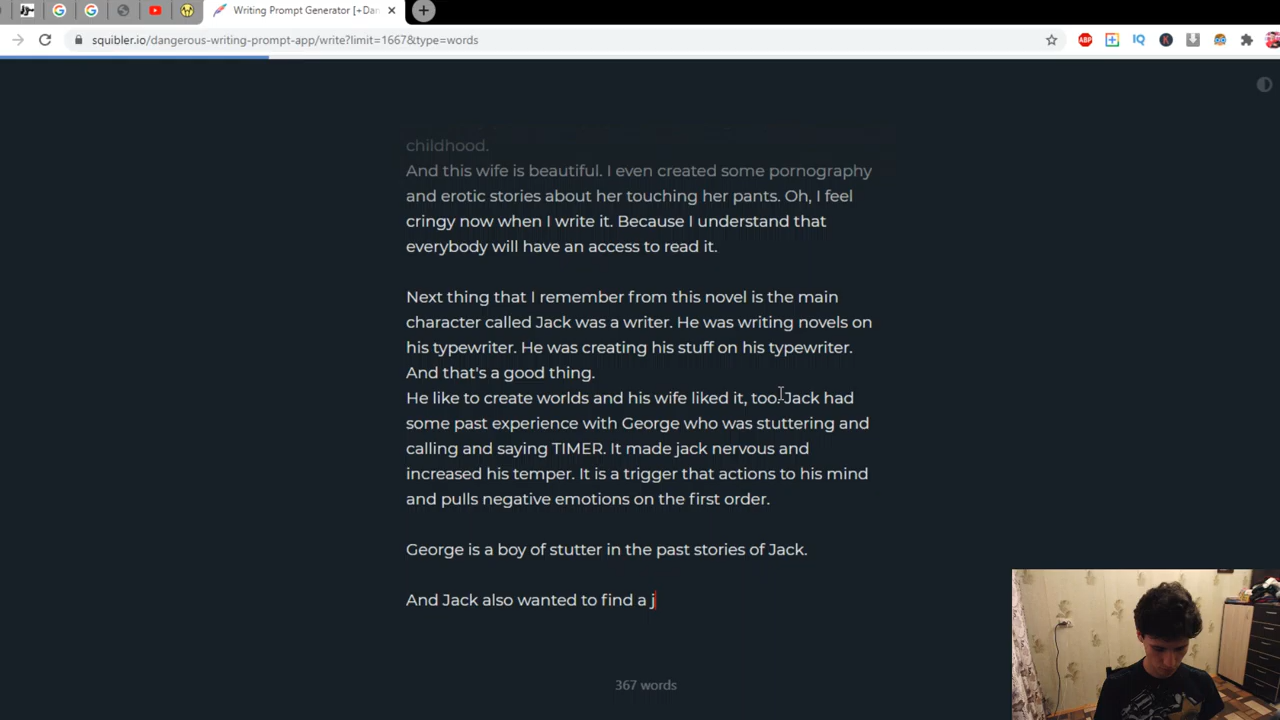 Writing Prompt Generator [+Dan
squibler.io/dangerous-writing-prompt-app/write?limit=1667&type=words
ABP
IQ
K
childhood.
And this wife is beautiful. I even created some pornography
and erotic stories about her touching her pants. Oh, I feel
cringy now when I write it. Because I understand that
everybody will have an access to read it.
Next thing that I remember from this novel is the main
character called Jack was a writer. He was writing novels on
his typewriter. He was creating his stuff on his typewriter.
And that's a good thing.
He like to create worlds and his wife liked it, too. Jack had
some past experience with George who was stuttering and
calling and saying TIMER. It made jack nervous and
increased his temper. It is a trigger that actions to his mind
and pulls negative emotions on the first order.
George is a boy of stutter in the past stories of Jack.
And Jack also wanted to find a j
367 words